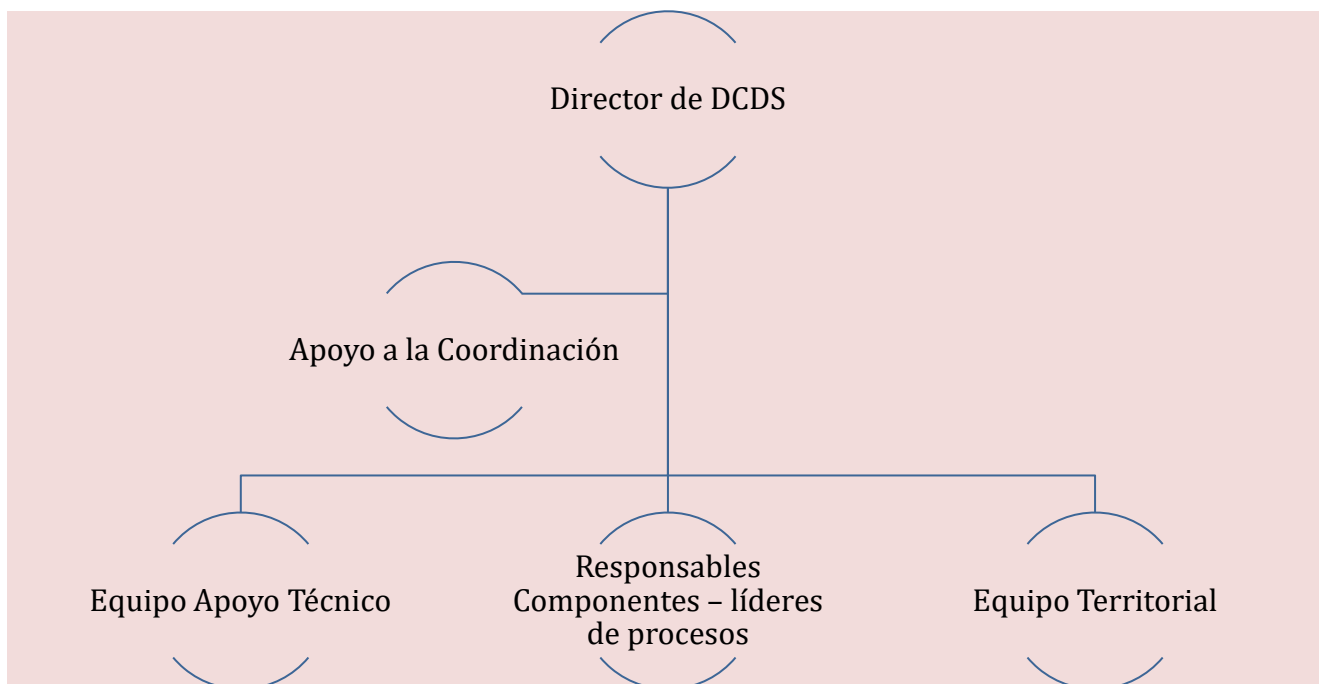 Director de DCDS
Apoyo a la Coordinación
Equipo Apoyo Técnico
Responsables
Componentes – líderes
de procesos
Equipo Territorial